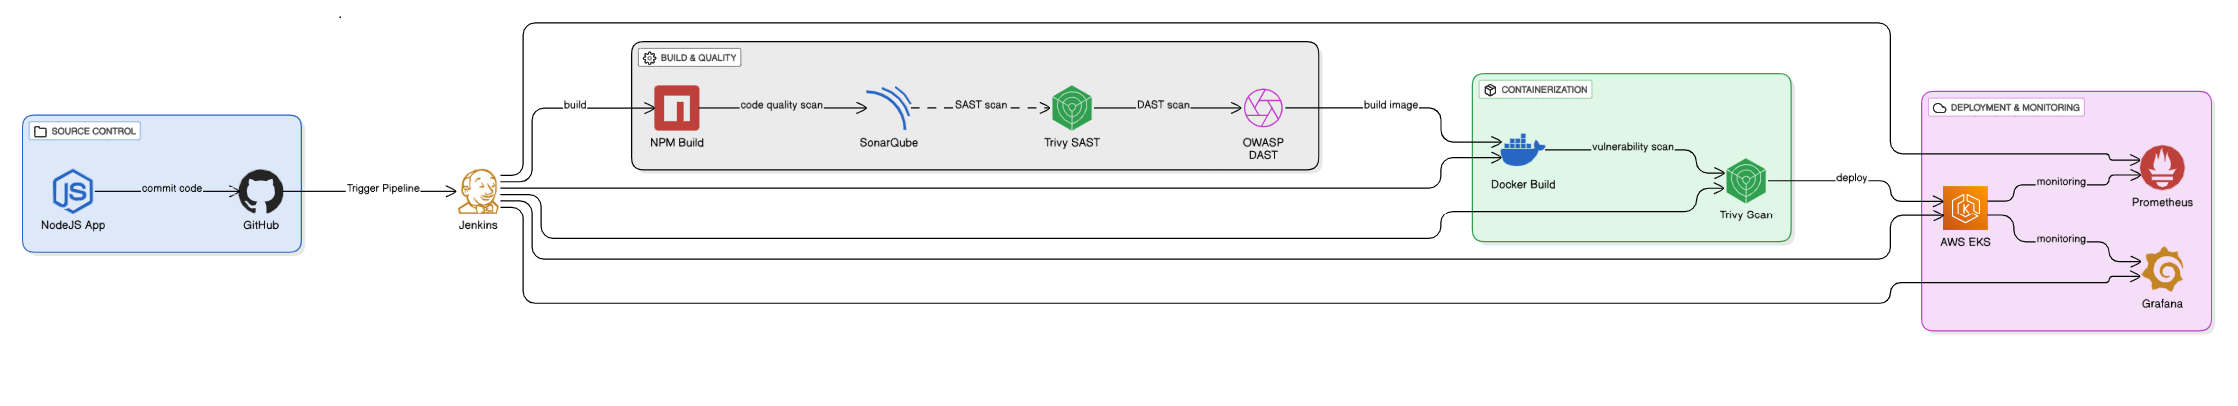 SOURCE CONTROL
NodeJS App
commit code
GitHub
Trigger Pipeline
Jenkins
build
BUILD & QUALITY
NPM Build
code quality scan
SonarQube
SAST scan
Trivy SAST
DAST scan
OWASP
DAST
build image
CONTAINERIZATION
Docker Build
vulnerability scan
Trivy Scan
deploy
DEPLOYMENT & MONITORING
AWS EKS
monitoring
Prometheus
monitoring
Grafana